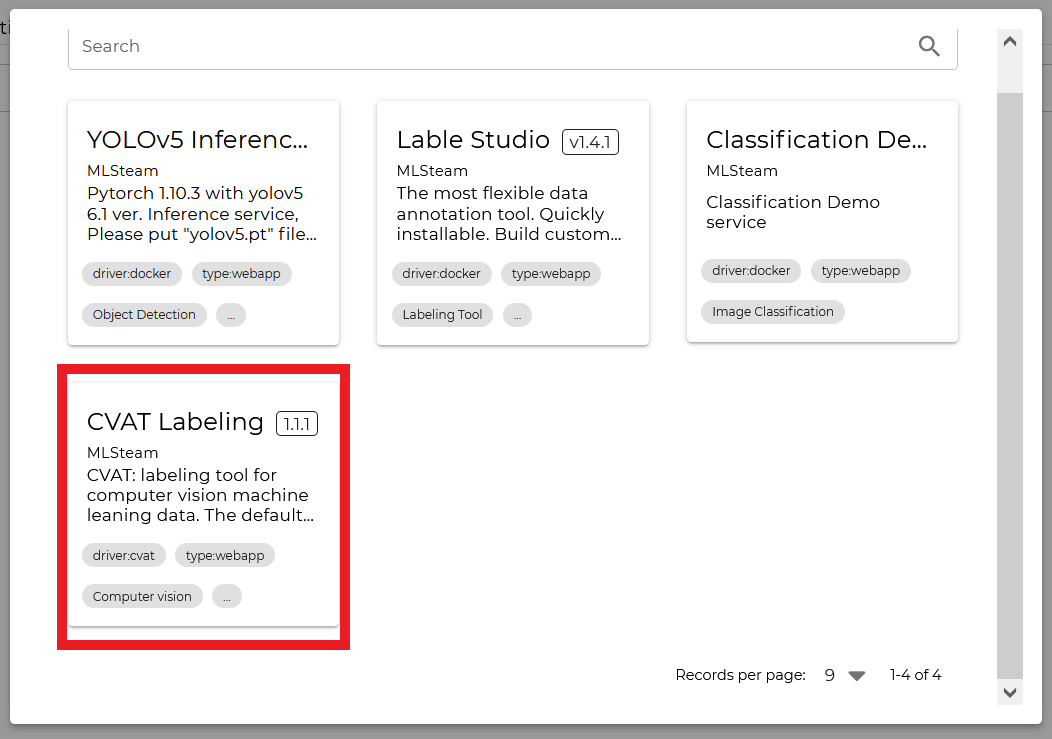 Search
YOLOv5 Inferenc...
MLSteam
Pytorch 1.10.3 with yolov5
6.1 ver. Inference service,
Please put "yolov5.pt" file...
driver:docker type:webapp
Object Detection ...
Lable Studio v1.4.1
MLSteam
The most flexible data
annotation tool. Quickly
installable. Build custom...
driver:docker type:webapp
Labeling Tool ...
Classification De...
MLSteam
Classification Demo
service
driver:docker type:webapp
Image Classification
CVAT Labeling 1.1.1
MLSteam
CVAT: labeling tool for
computer vision machine
leaning data. The default...
driver:cvat type:webapp
Computer vision ...
Records per page: 9 1-4 of 4